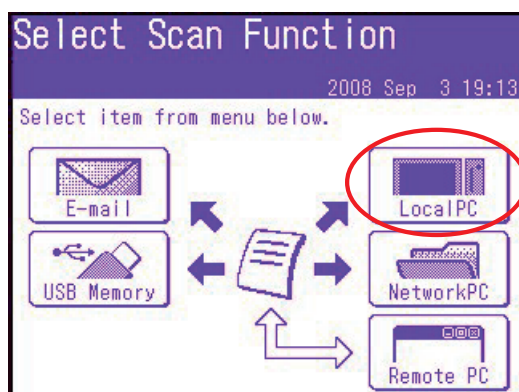 Select Scan Function
2008 Sep 3 19:13
Select item from menu below.
E-mail
LocalPC
USB Memory
NetworkPC
Remote PC